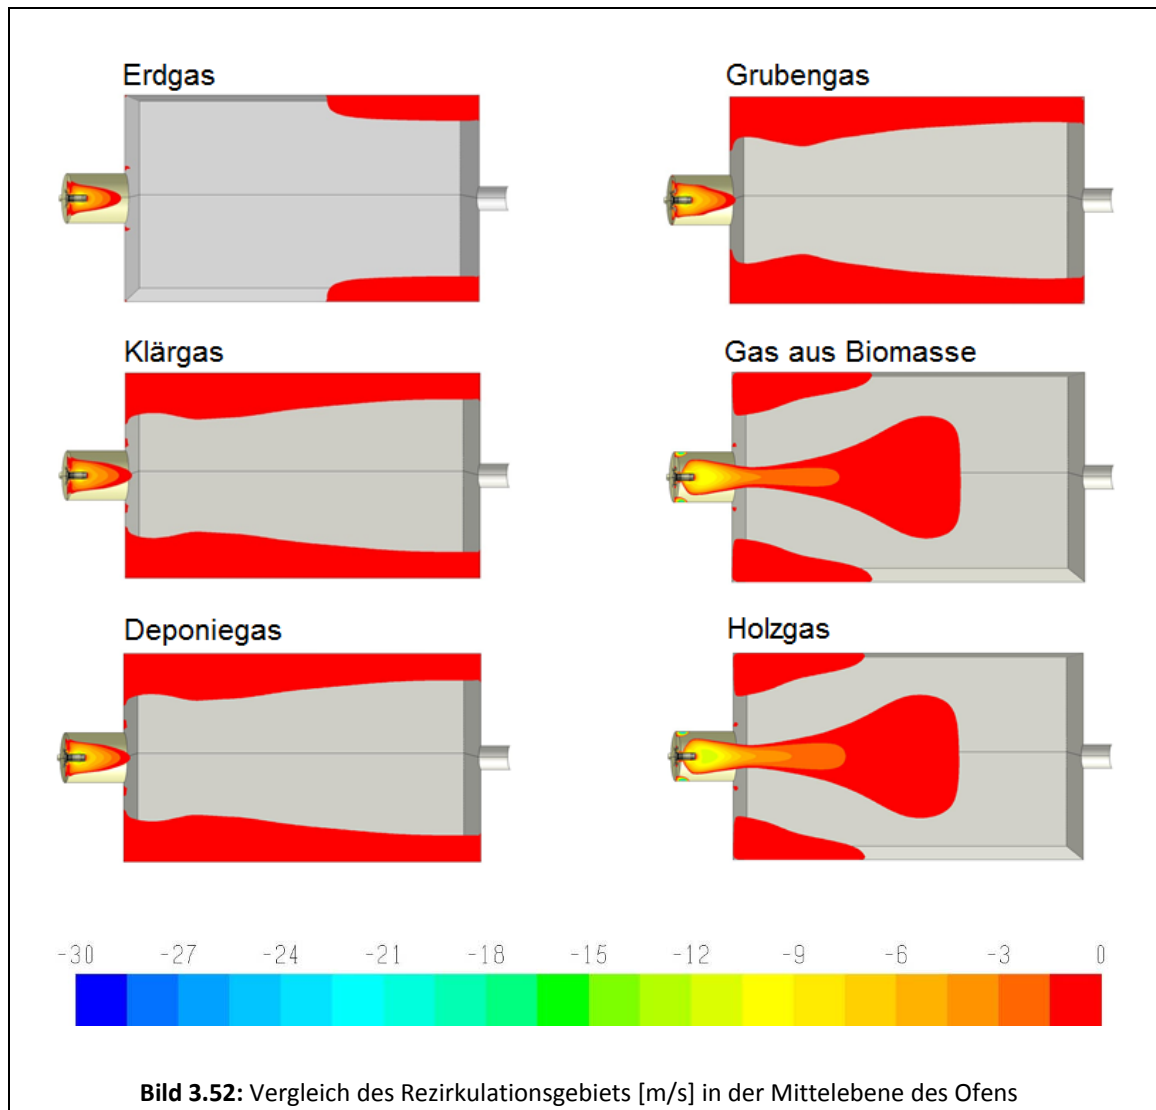 Erdgas
Grubengas
Klärgas
Gas aus Biomasse
Deponiegas
Holzgas
-30 -27 -24 -21 -18 -15 -12 -9 -6 -3 0
Bild 3.52: Vergleich des Rezirkulationsgebiets [m/s] in der Mittelebene des Ofens